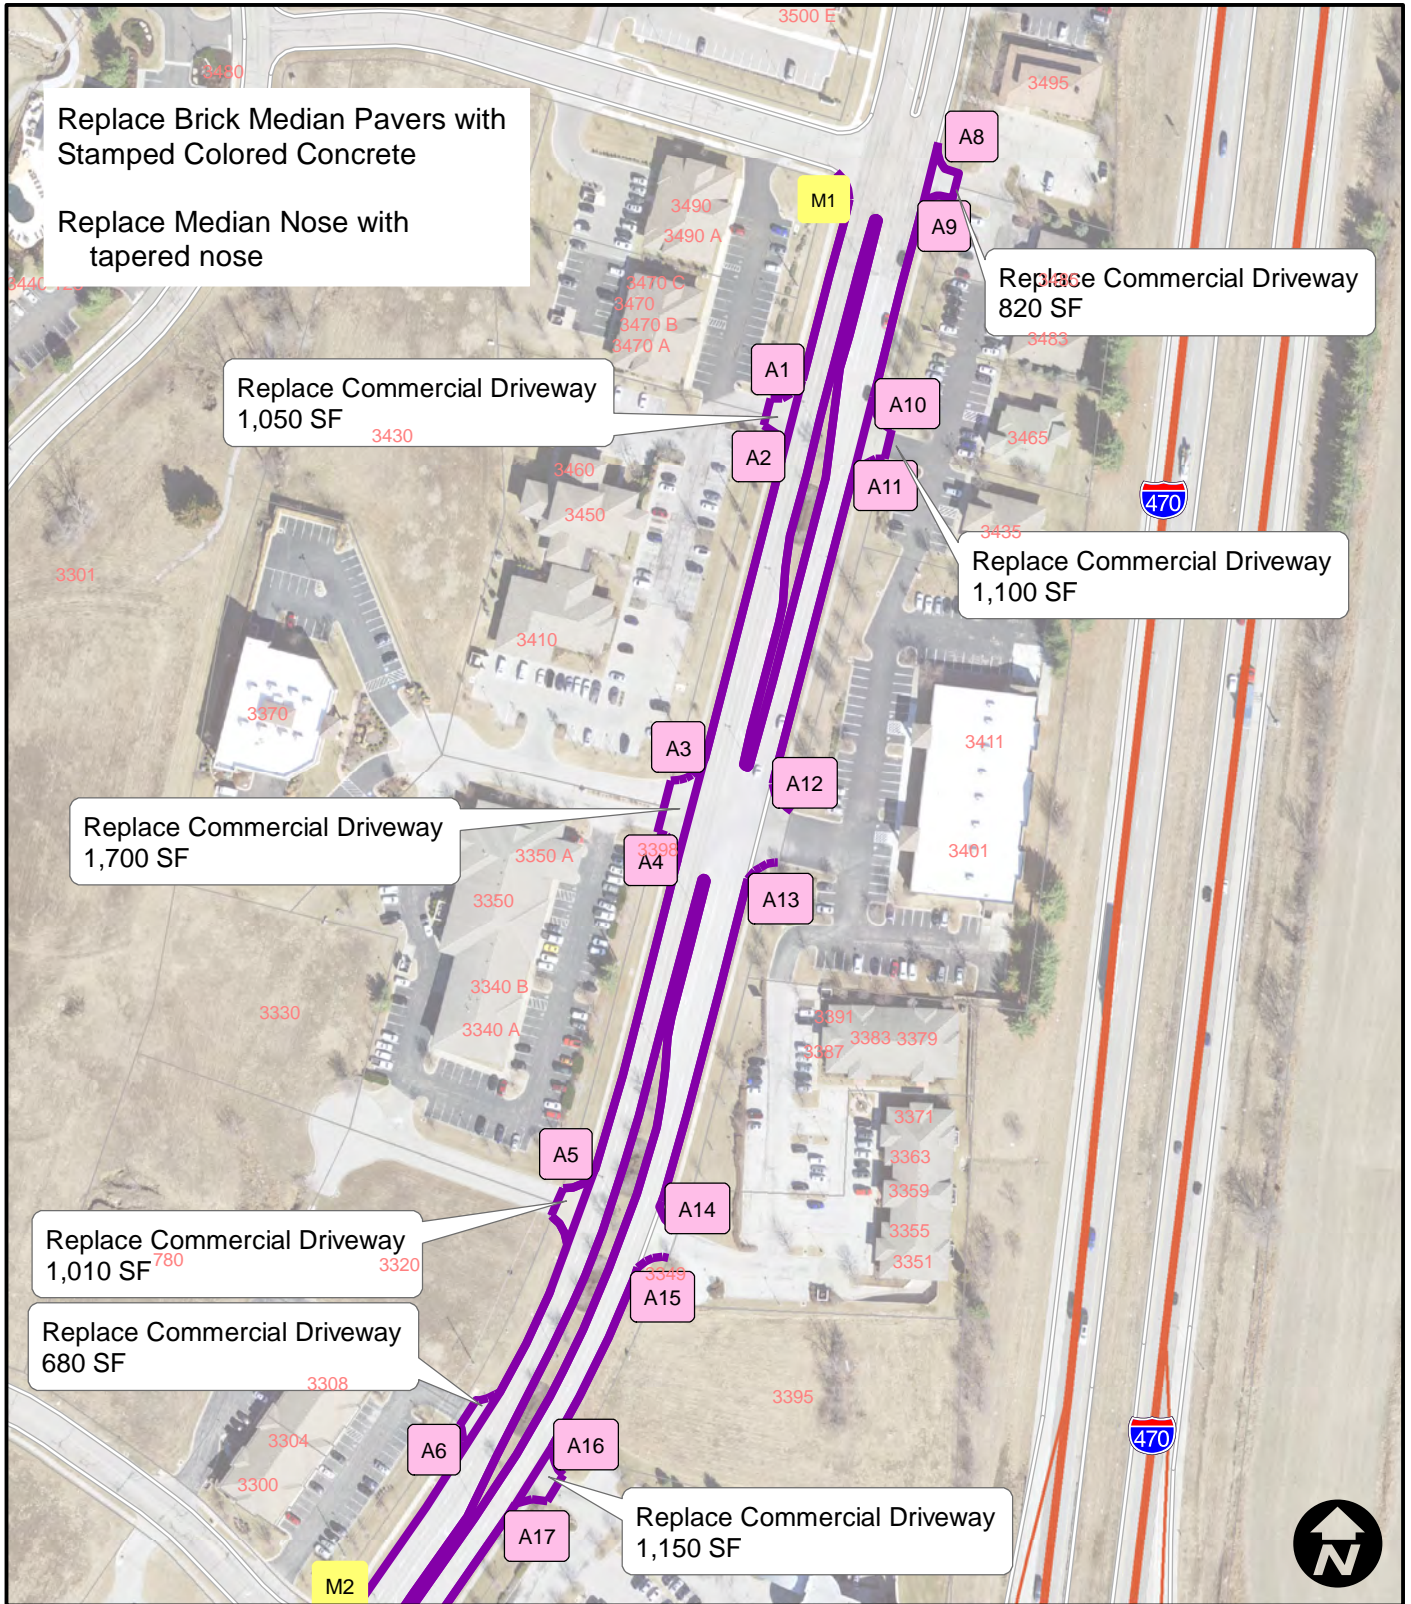 3500 E
3480
3495
Replace Brick Median Pavers with
Stamped Colored Concrete
Replace Median Nose with
tapered nose
A8
M1
A9
3490
3490 A
3470 C
3470
3470 B
3470 A
Replace Commercial Driveway
820 SF
3485
3483
A1
Replace Commercial Driveway
1,050 SF
3430
A10
A2
3465
3460
A11
470
3450
3435
Replace Commercial Driveway
1,100 SF
3301
3410
3370
A3
3411
A12
Replace Commercial Driveway
1,700 SF
3398
A4
3350 A
3401
3350
A13
3340 B
3330
3340 A
3391
3383
3379
3387
3371
A5
3363
3359
A14
3355
3351
Replace Commercial Driveway
1,010 SF
780
3320
3349
A15
Replace Commercial Driveway
680 SF
3308
3395
3304
A6
A16
470
3300
Replace Commercial Driveway
1,150 SF
A17
M2
N